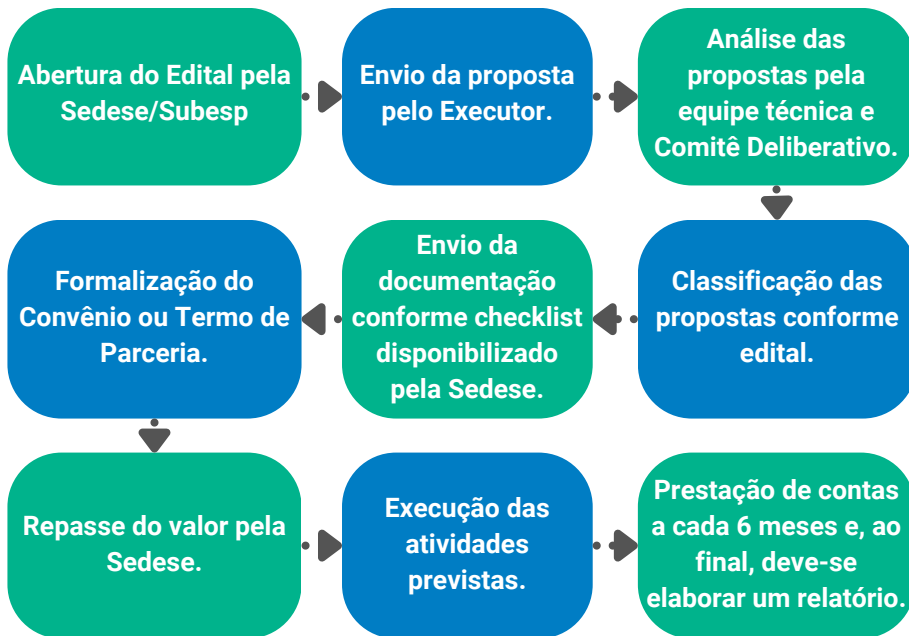 Abertura do Edital pela
Sedese/Subesp
Envio da proposta
pelo Executor.
Análise das
propostas pela
equipe técnica e
Comitê Deliberativo.
Classificação das
propostas conforme
edital.
Envio da
documentação
conforme checklist
disponibilizado
pela Sedese.
Formalização do
Convênio ou Termo de
Parceria.
Repasse do valor pela
Sedese.
Execução das
atividades
previstas.
Prestação de contas
a cada 6 meses e, ao
final, deve-se
elaborar um relatório.